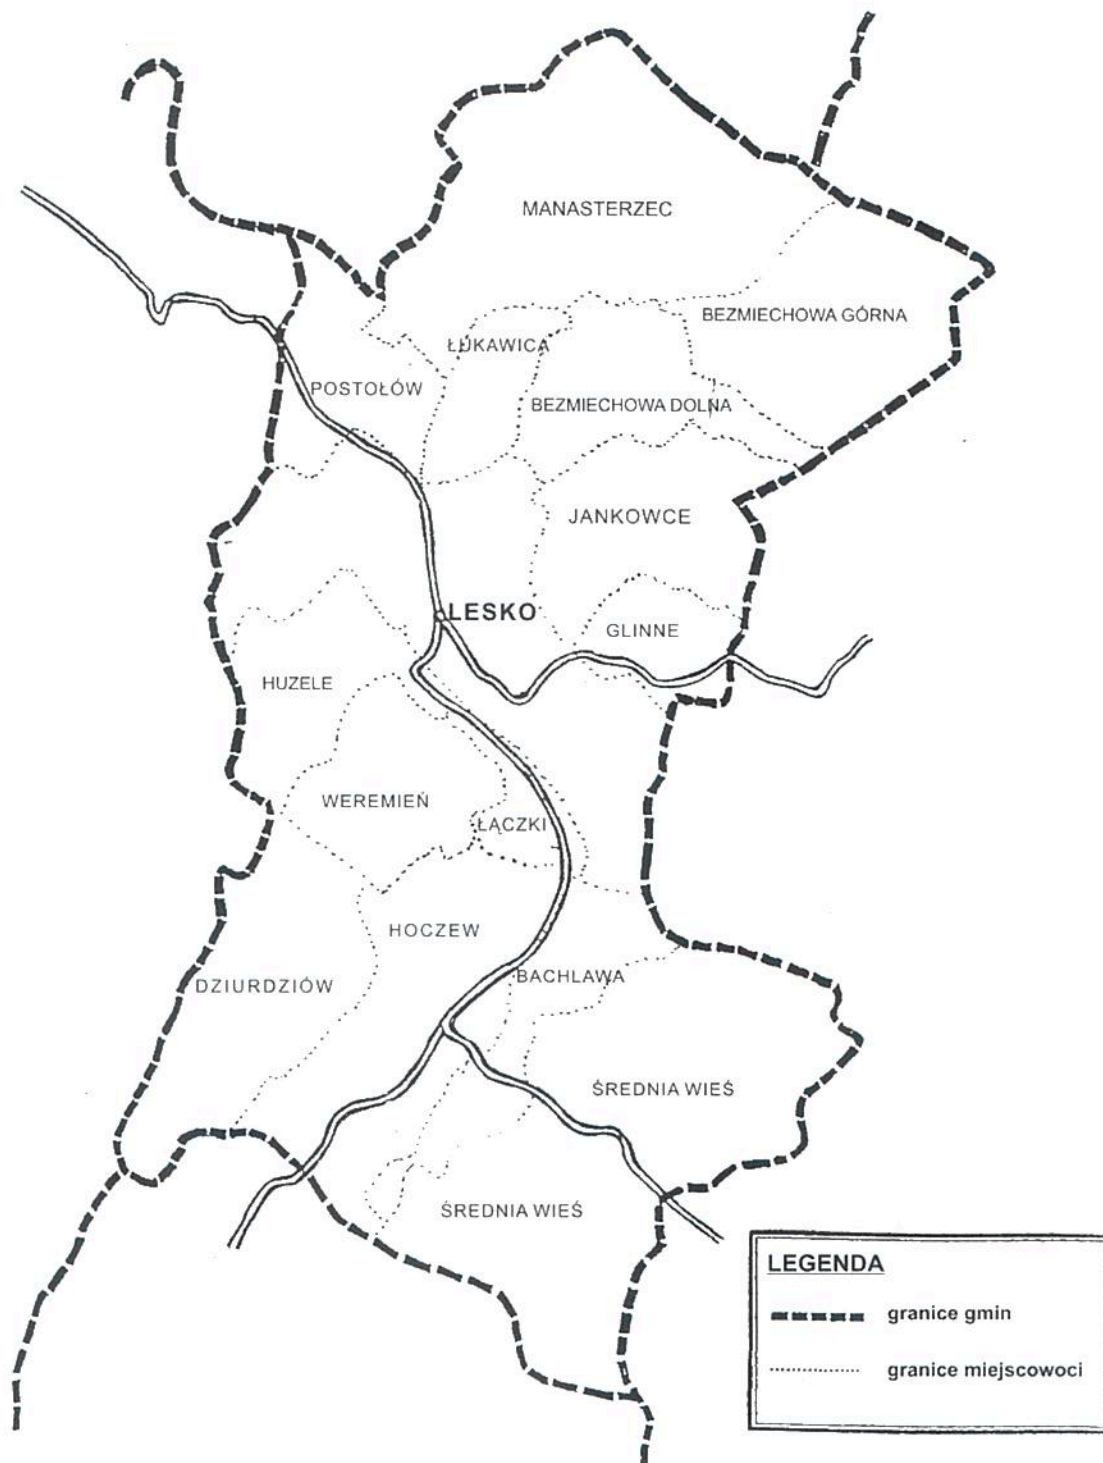 MANASTERZEC
BEZMIECHOWA GÓRNA
ŁUKAWICA
POSTOŁÓW
BEZMIECHOWA DOLNA
JANKOWCE
LESKO
GLINNE
HUZELE
WEREMIEŃ
ŁĄCZKI
HOCZEW
BACHLAWA
DZIURDZIÓW
ŚREDNIA WIEŚ
ŚREDNIA WIEŚ
LEGENDA
granice gmin
granice miejscowoci